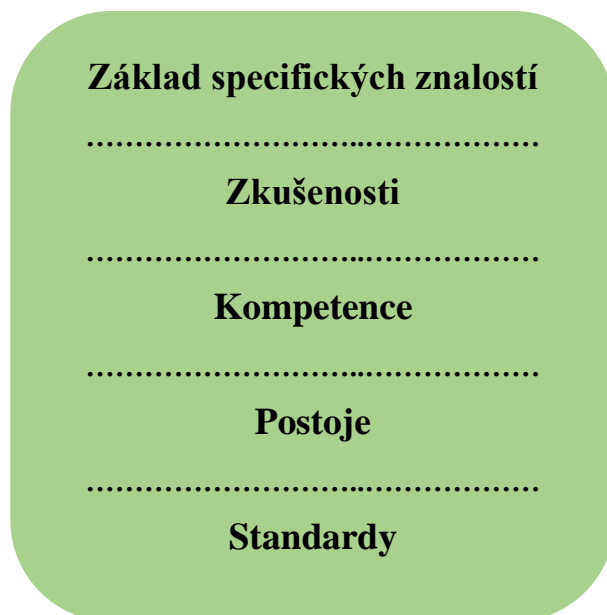 Základ specifických znalostí
………………………...………………
Zkušenosti
………………………...………………
Kompetence
………………………...………………
Postoje
………………………...………………
Standardy